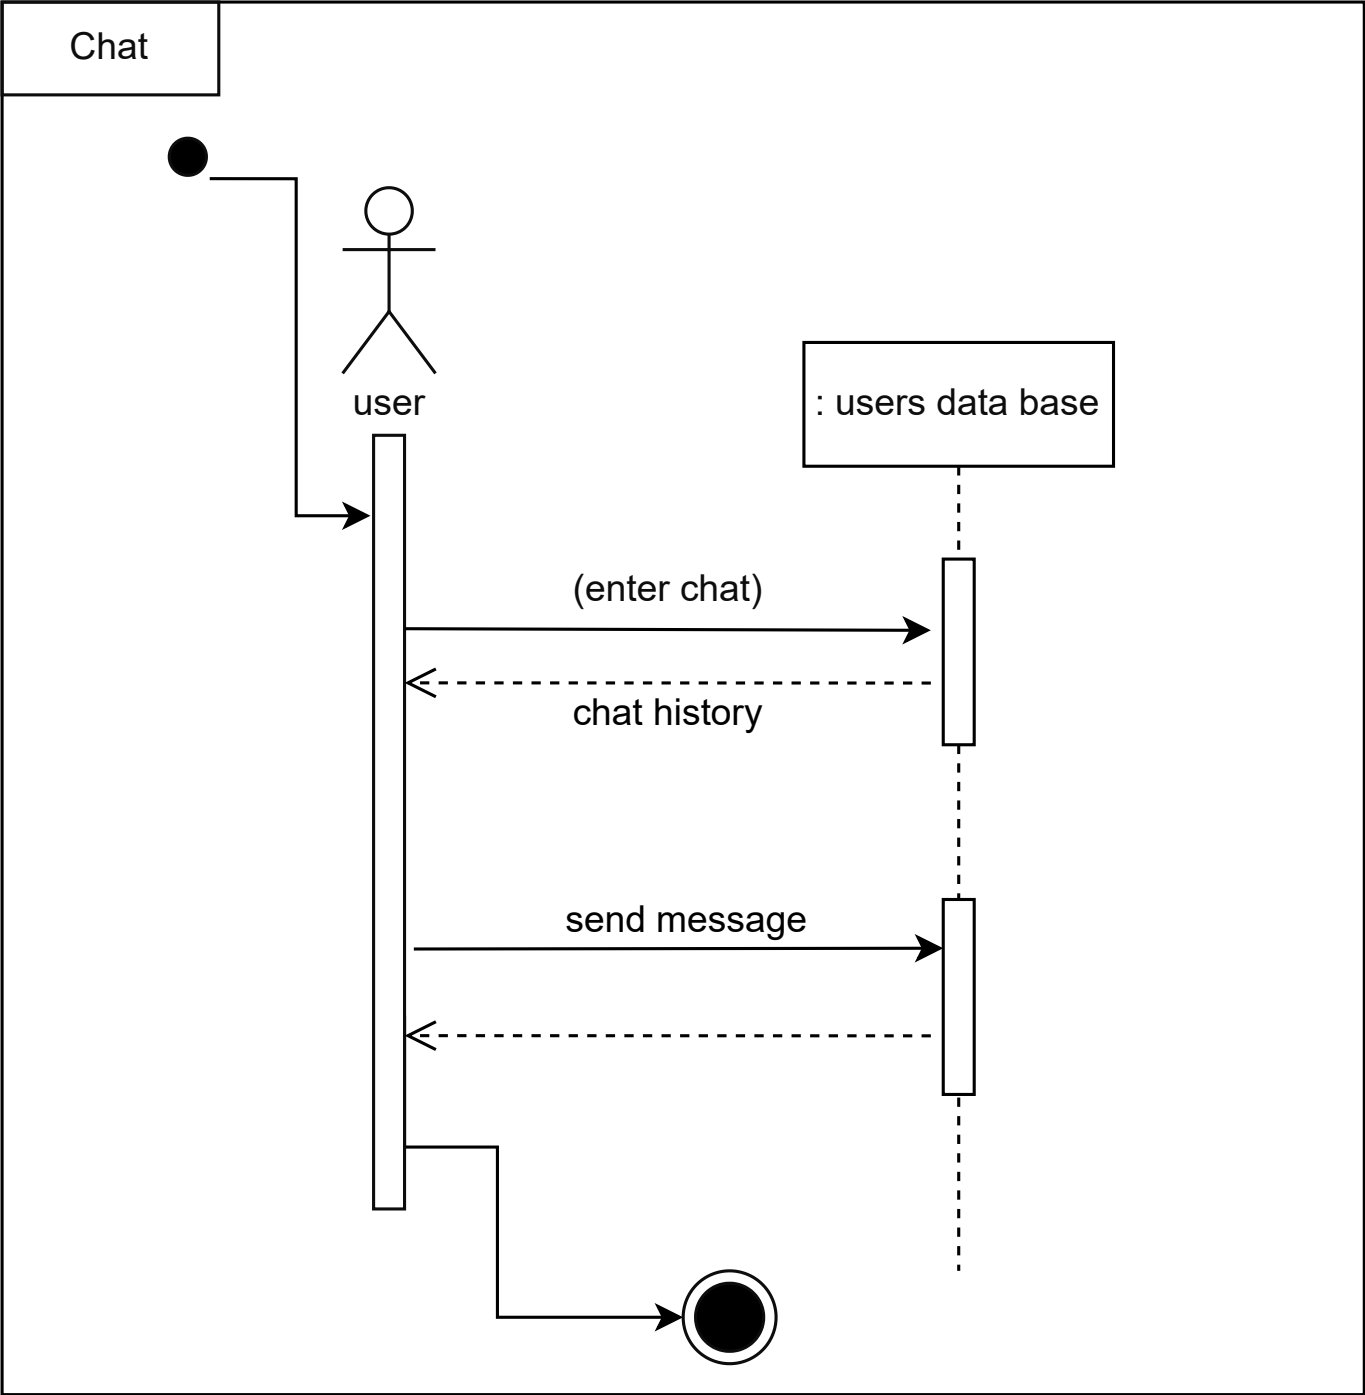 Chat
user
: users data base
(enter chat)
chat history
send message